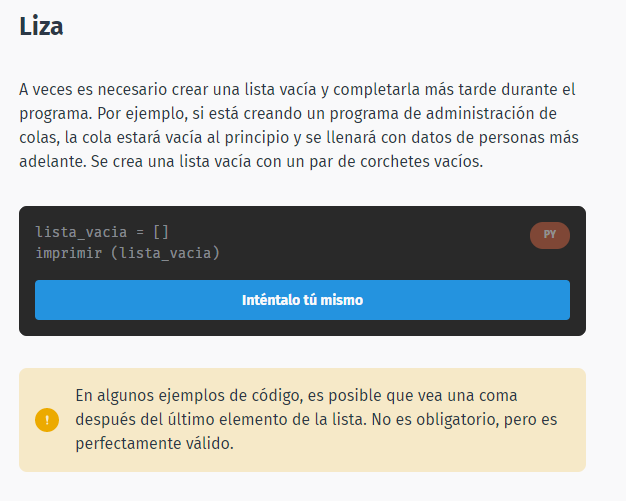 Liza
A veces es necesario crear una lista vacía y completarla más tarde durante el
programa. Por ejemplo, si está creando un programa de administración de
colas, la cola estará vacía al principio y se llenará con datos de personas más
adelante. Se crea una lista vacía con un par de corchetes vacíos.
lista_vacia = []
PY
imprimir (lista_vacia)
Inténtalo tú mismo
!
En algunos ejemplos de código, es posible que vea una coma
después del último elemento de la lista. No es obligatorio, pero es
perfectamente válido.